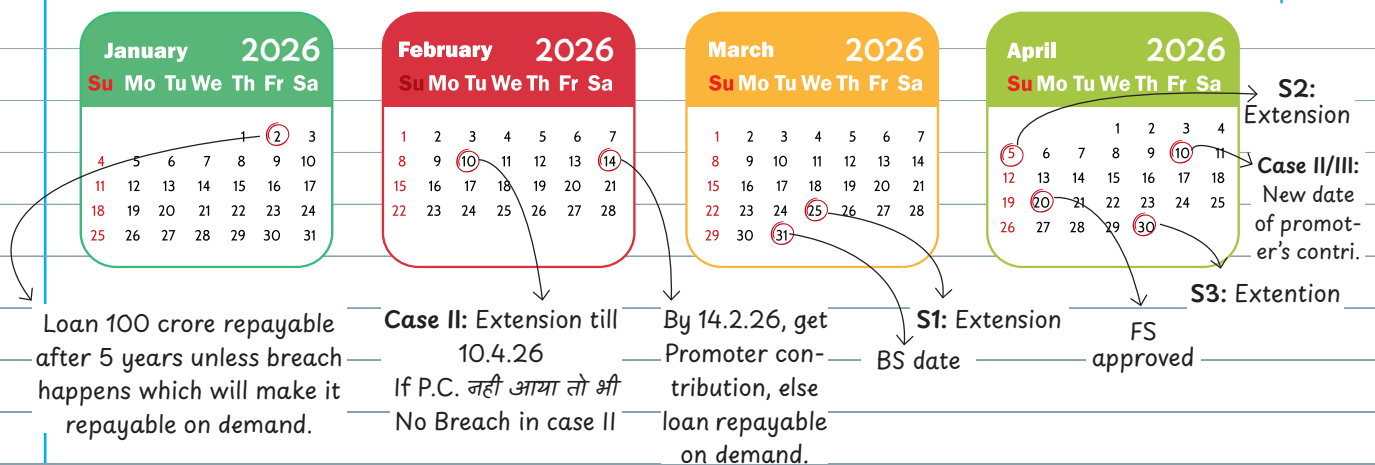 January 2026
Su Mo Tu We Th Fr Sa
1 2 3
4 5 6 7 8 9 10
11 12 13 14 15 16 17
18 19 20 21 22 23 24
25 26 27 28 29 30 31
February 2026
Su Mo Tu We Th Fr Sa
1 2 3 4 5 6 7
8 9 10 11 12 13 14
15 16 17 18 19 20 21
22 23 24 25 26 27 28
March 2026
Su Mo Tu We Th Fr Sa
1 2 3 4 5 6 7
8 9 10 11 12 13 14
15 16 17 18 19 20 21
22 23 24 25 26 27 28
29 30 31
April 2026
Su Mo Tu We Th Fr Sa
1 2 3 4
5 6 7 8 9 10 11
12 13 14 15 16 17 18
19 20 21 22 23 24 25
26 27 28 29 30
S2:
Extension
Case II/III:
New date
of promot-
er's contri.
S3: Extention
Loan 100 crore repayable
after 5 years unless breach
happens which will make it
repayable on demand.
Case II: Extension till
10.4.26
If P.C. नही आया तो भी
No Breach in case II
By 14.2.26, get
Promoter con-
tribution, else
loan repayable
on demand.
S1: Extension
BS date
FS
approved